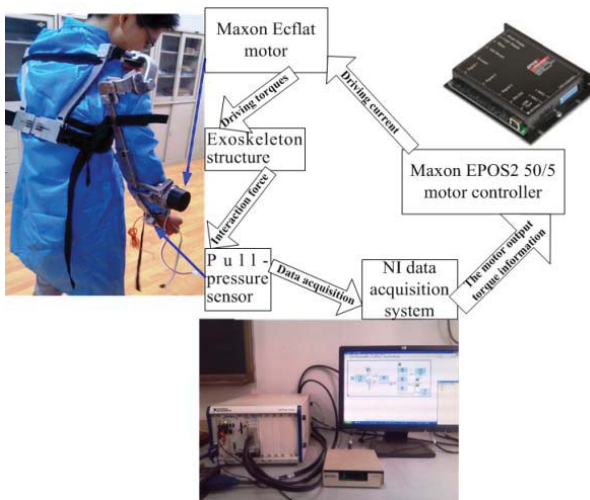 Maxon Ecflat
motor
Driving torques
Driving current
Exoskeleton
structure
Maxon EPOS2 50/5
motor controller
Interaction force
Pull-
pressure
sensor
Data acquisition
NI data
acquisition
system
The motor output
torque information